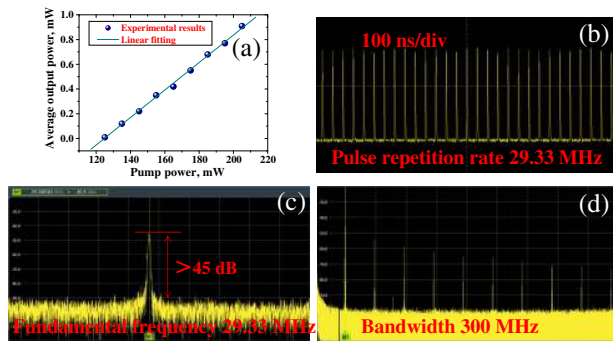 1.0
0.8
0.6
0.4
0.2
0.0
Average output power, mW
Experimental results
Linear fitting
(a)
120 140 160 180 200 220
Pump power, mW
(b)
100 ns/div
Pulse repetition rate 29.33 MHz
(c)
>45 dB
Fundamental frequency 29.33 MHz
(d)
Bandwidth 300 MHz